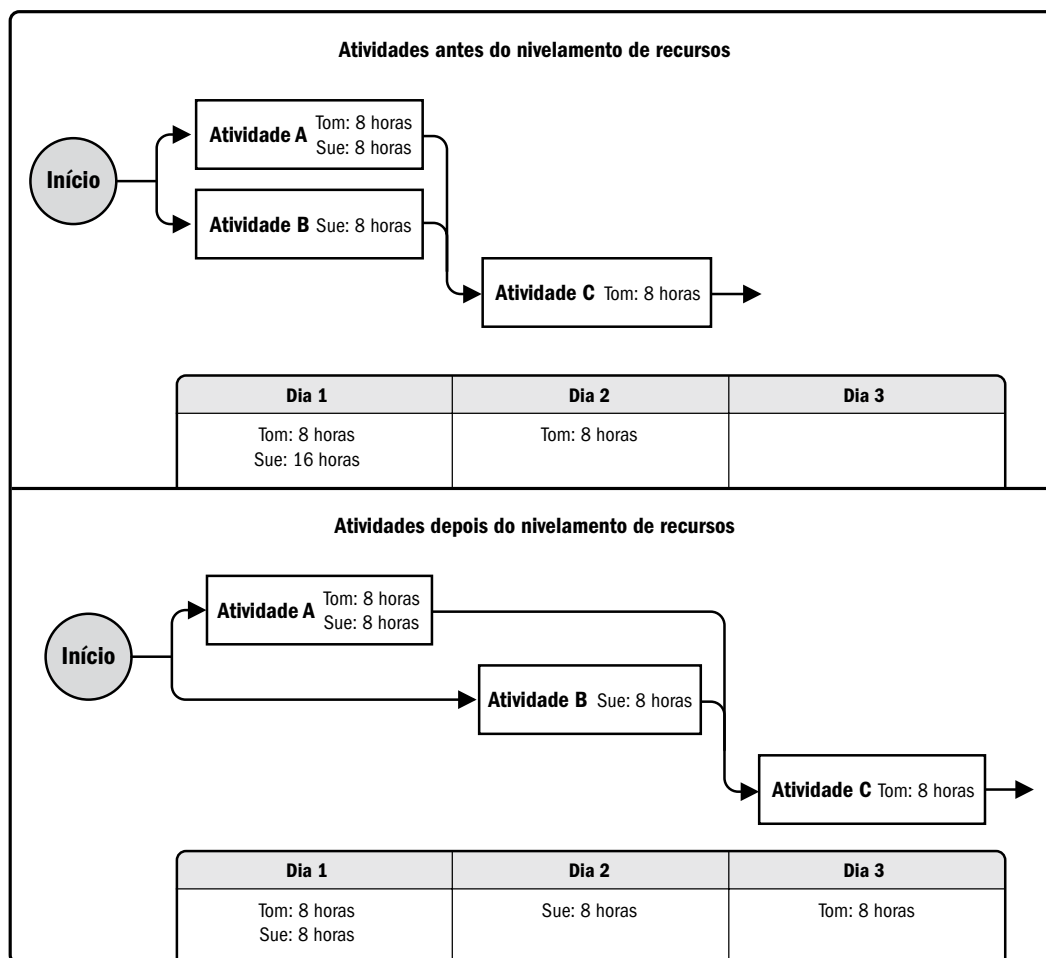 Atividades antes do nivelamento de recursos
Início
Atividade A Tom: 8 horas
Sue: 8 horas
Atividade B Sue: 8 horas
Atividade C Tom: 8 horas
Dia 1 Dia 2 Dia 3
Tom: 8 horas Tom: 8 horas
Sue: 16 horas
Atividades depois do nivelamento de recursos
Início
Atividade A Tom: 8 horas
Sue: 8 horas
Atividade B Sue: 8 horas
Atividade C Tom: 8 horas
Dia 1 Dia 2 Dia 3
Tom: 8 horas Sue: 8 horas Tom: 8 horas
Sue: 8 horas